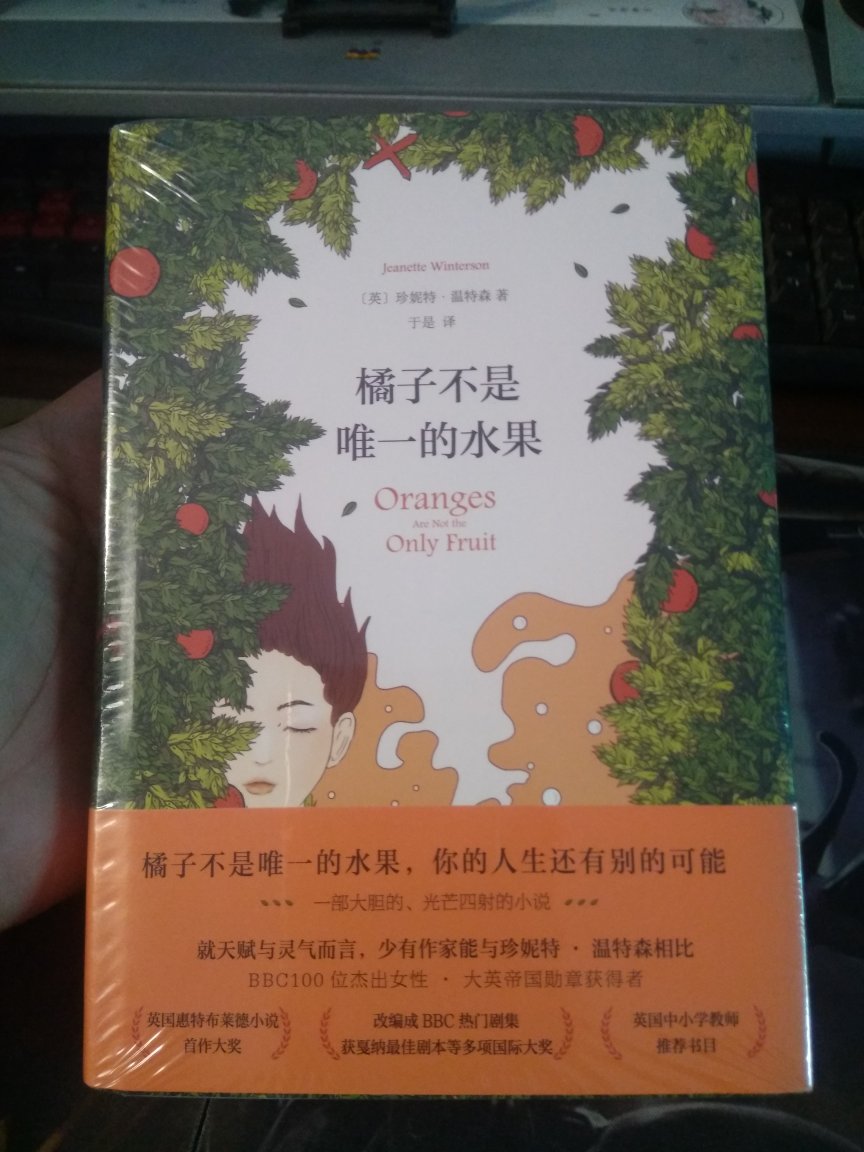 Jeanette Winterson
〔英〕珍妮特·温特森 著
于是 译
橘子不是
唯一的水果
Oranges
Are Not the
Only Fruit
橘子不是唯一的水果，你的人生还有别的可能
一部大胆的、光芒四射的小说
就天赋与灵气而言，少有作家能与珍妮特·温特森相比
BBC100 位杰出女性·大英帝国勋章获得者
英国惠特布莱德小说
首作大奖
改编成 BBC 热门剧集
获戛纳最佳剧本等多项国际大奖
英国中小学教师
推荐书目